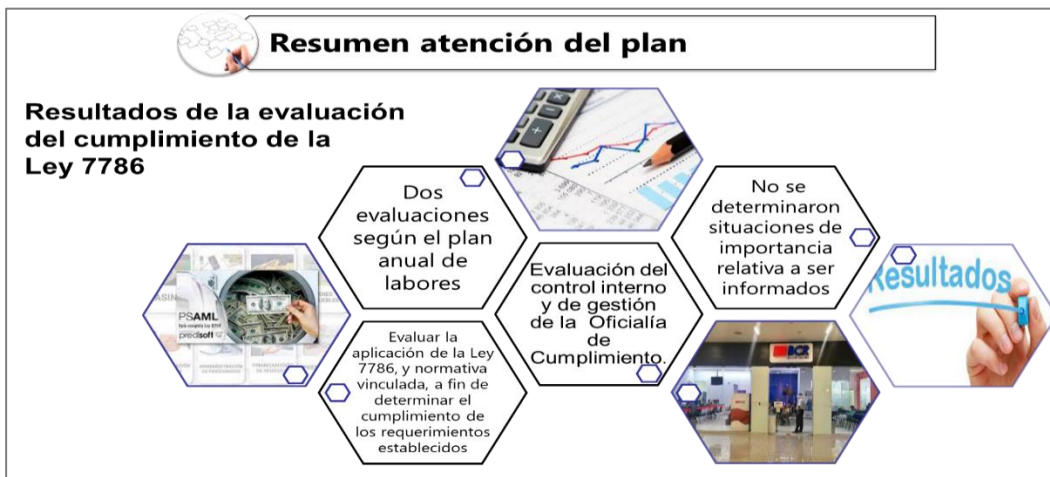 Resumen atención del plan
Resultados de la evaluación
del cumplimiento de la
Ley 7786
Dos
evaluaciones
según el plan
anual de
labores
Evaluar la
aplicación de la Ley
7786, y normativa
vinculada, a fin de
determinar el
cumplimiento de
los requerimientos
establecidos
Evaluación del
control interno
y de gestión
de la Oficialía
de
Cumplimiento.
No se
determinaron
situaciones de
importancia
relativa a ser
informados
PSAML
predisoft
BCR
Resultados